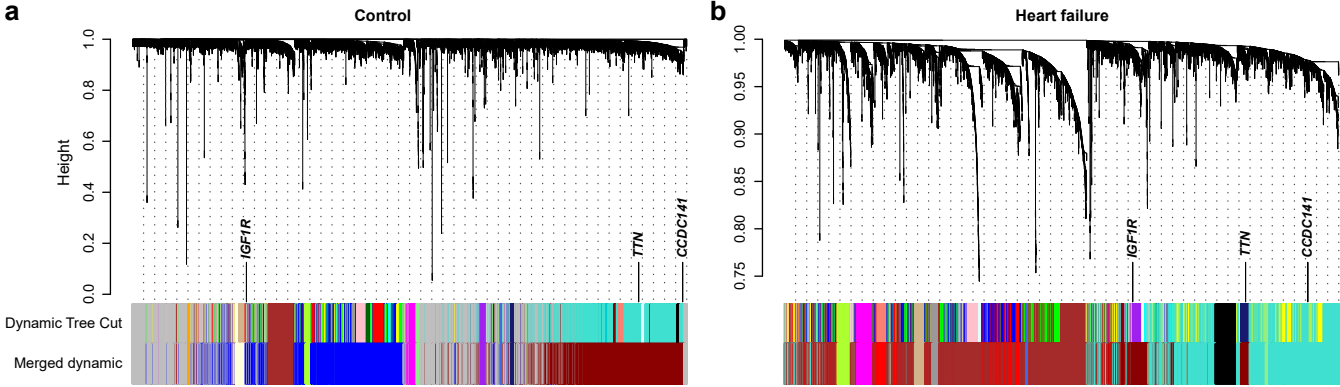 a
Control
Height
1.0
0.8
0.6
0.4
0.2
0.0
IGF1R
TTN
CCDC141
Dynamic Tree Cut
Merged dynamic
b
Heart failure
1.00
0.95
0.90
0.85
0.80
0.75
IGF1R
TTN
CCDC141